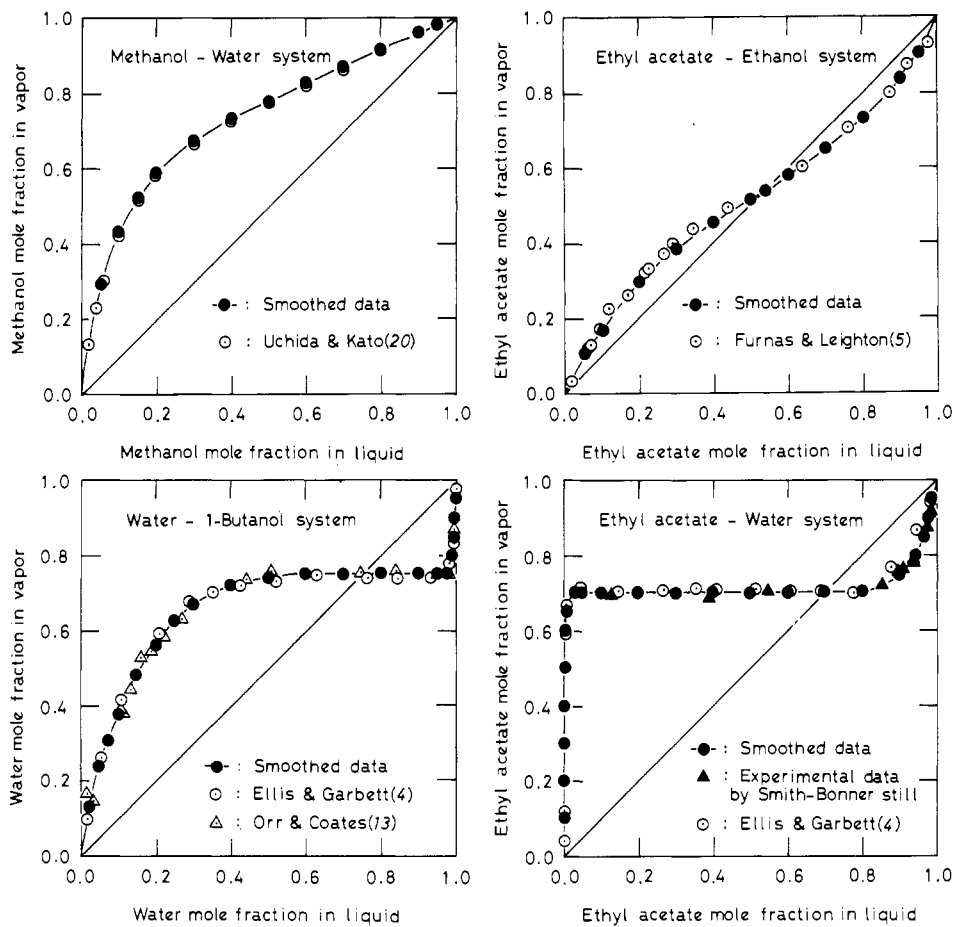 Methanol mole fraction in vapor
1.0
0.8
0.6
0.4
0.2
0.0
Methanol - Water system
: Smoothed data
: Uchida & Kato(20)
0.0 0.2 0.4 0.6 0.8 1.0
Methanol mole fraction in liquid
Ethyl acetate mole fraction in vapor
1.0
0.8
0.6
0.4
0.2
0.0
Ethyl acetate - Ethanol system
: Smoothed data
: Furnas & Leighton(5)
0.0 0.2 0.4 0.6 0.8 1.0
Ethyl acetate mole fraction in liquid
Water mole fraction in vapor
1.0
0.8
0.6
0.4
0.2
0.0
Water - 1-Butanol system
: Smoothed data
: Ellis & Garbett(4)
: Orr & Coates(13)
0.0 0.2 0.4 0.6 0.8 1.0
Water mole fraction in liquid
Ethyl acetate mole fraction in vapor
1.0
0.8
0.6
0.4
0.2
0.0
Ethyl acetate - Water system
: Smoothed data
: Experimental data
by Smith-Bonner still
: Ellis & Garbett(4)
0.0 0.2 0.4 0.6 0.8 1.0
Ethyl acetate mole fraction in liquid